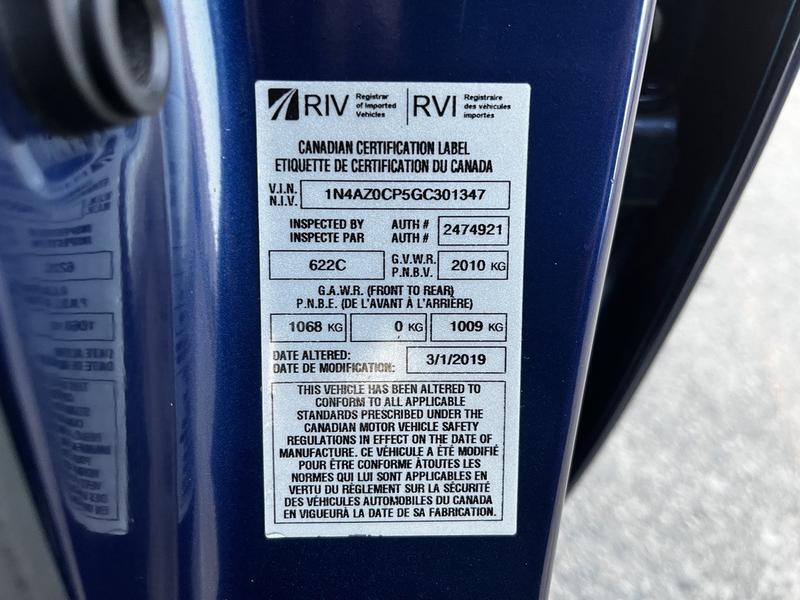 RIV Registrar of Imported Vehicles RVI Registraire des véhicules importés
CANADIAN CERTIFICATION LABEL
ETIQUETTE DE CERTIFICATION DU CANADA
V.I.N. N.I.V. 1N4AZ0CP5GC301347
INSPECTED BY AUTH # 2474921
INSPECTE PAR AUTH #
622C G.V.W.R. P.N.B.V. 2010 KG
G.A.W.R. (FRONT TO REAR)
P.N.B.E. (DE L'AVANT À L'ARRIÈRE)
1068 KG 0 KG 1009 KG
DATE ALTERED: 3/1/2019
DATE DE MODIFICATION:
THIS VEHICLE HAS BEEN ALTERED TO
CONFORM TO ALL APPLICABLE
STANDARDS PRESCRIBED UNDER THE
CANADIAN MOTOR VEHICLE SAFETY
REGULATIONS IN EFFECT ON THE DATE OF
MANUFACTURE. CE VÉHICULE A ÉTÉ MODIFIÉ
POUR ÊTRE CONFORME ÀTOUTES LES
NORMES QUI LUI SONT APPLICABLES EN
VERTU DU RÈGLEMENT SUR LA SÉCURITÉ
DES VÉHICULES AUTOMOBILES DU CANADA
EN VIGUEURÀ LA DATE DE SA FABRICATION.